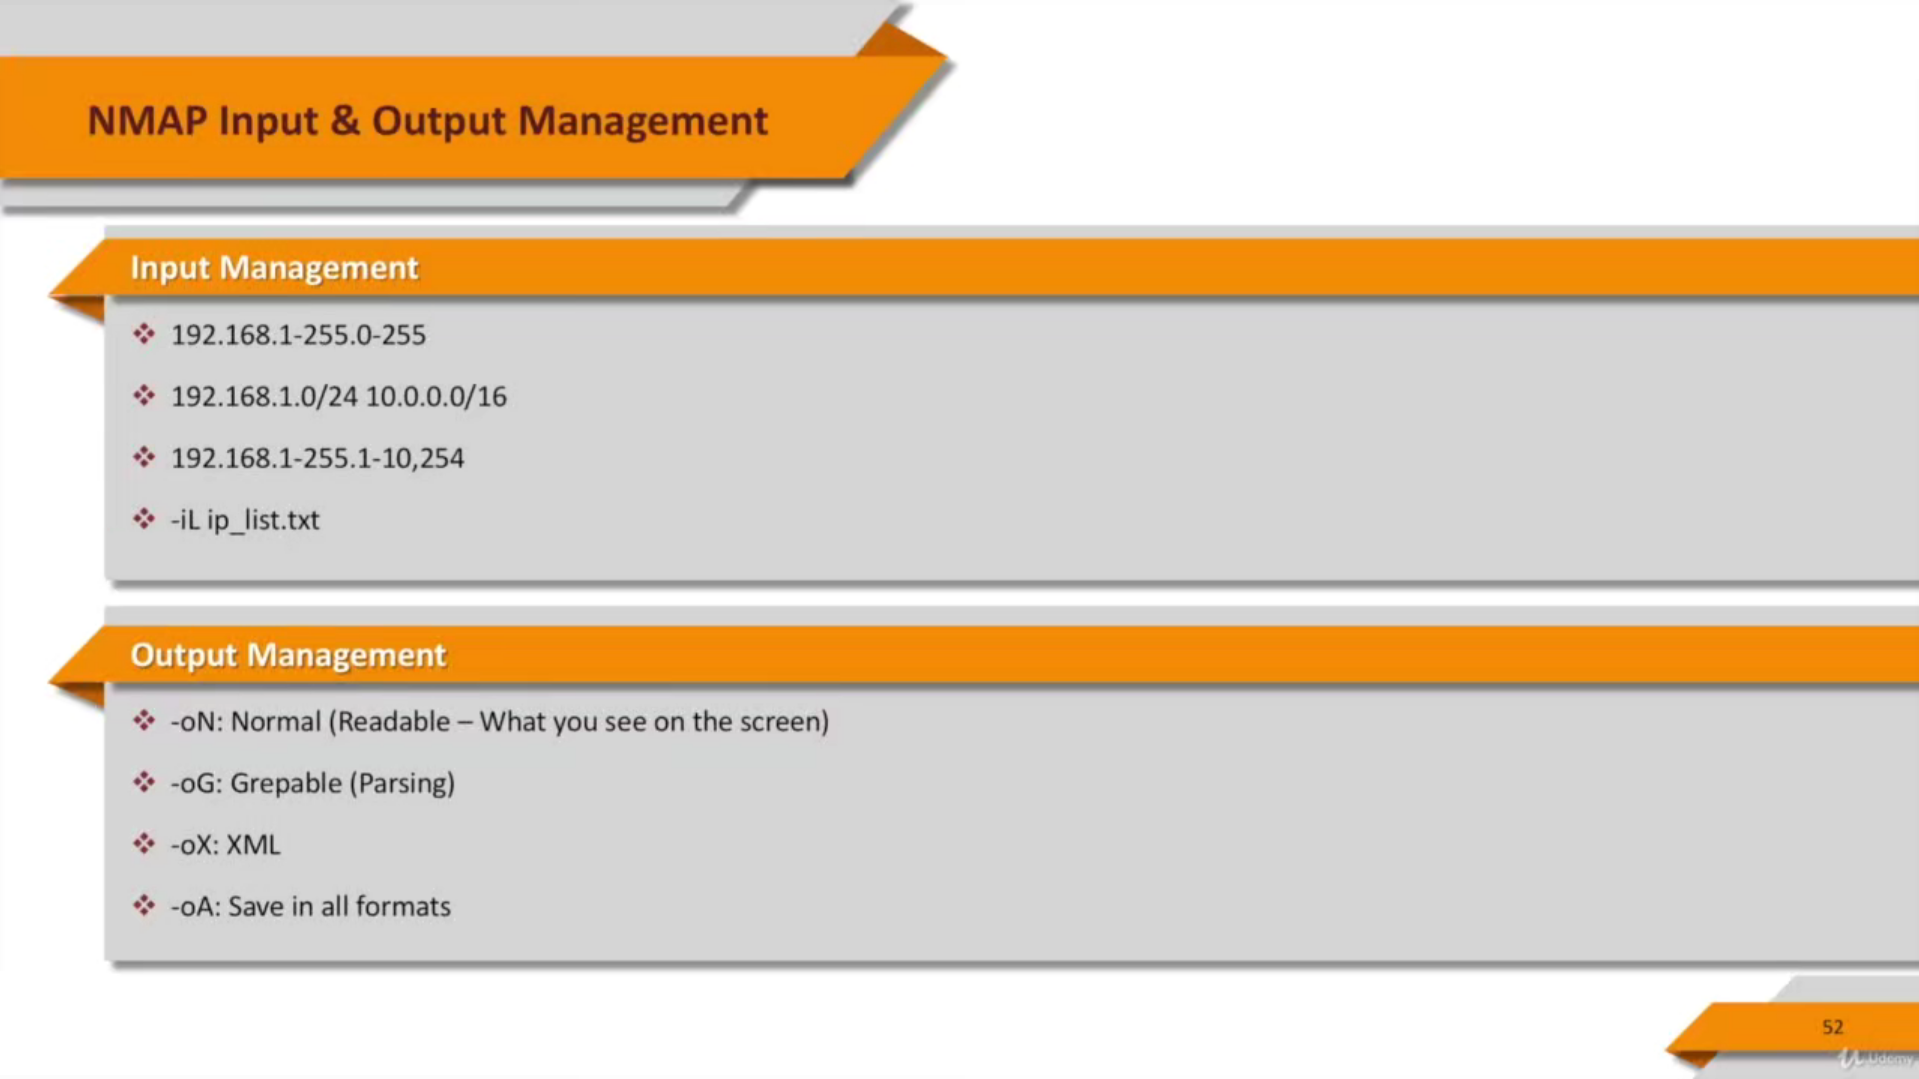 NMAP Input & Output Management
Input Management
192.168.1-255.0-255
192.168.1.0/24 10.0.0.0/16
192.168.1-255.1-10,254
-iL ip_list.txt
Output Management
-oN: Normal (Readable – What you see on the screen)
-oG: Grepable (Parsing)
-oX: XML
-oA: Save in all formats
52
Udemy